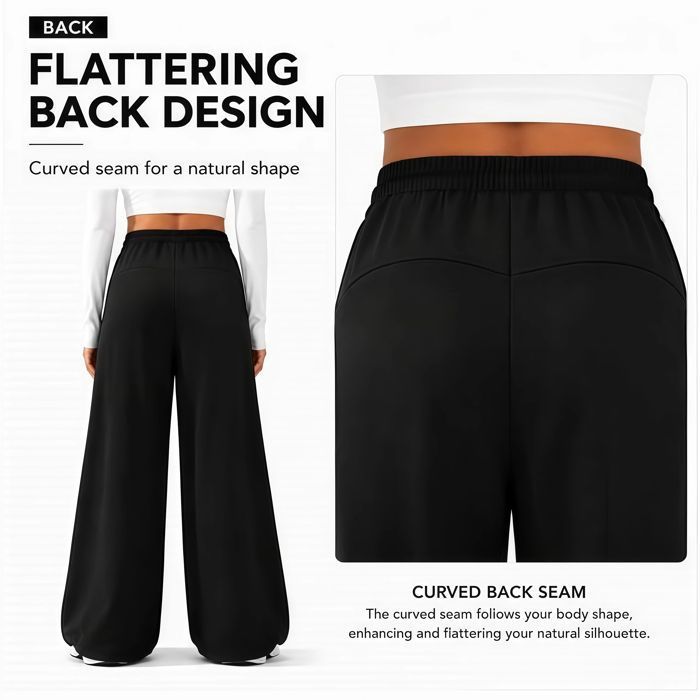 BACK
FLATTERING
BACK DESIGN
Curved seam for a natural shape
CURVED BACK SEAM
The curved seam follows your body shape,
enhancing and flattering your natural silhouette.